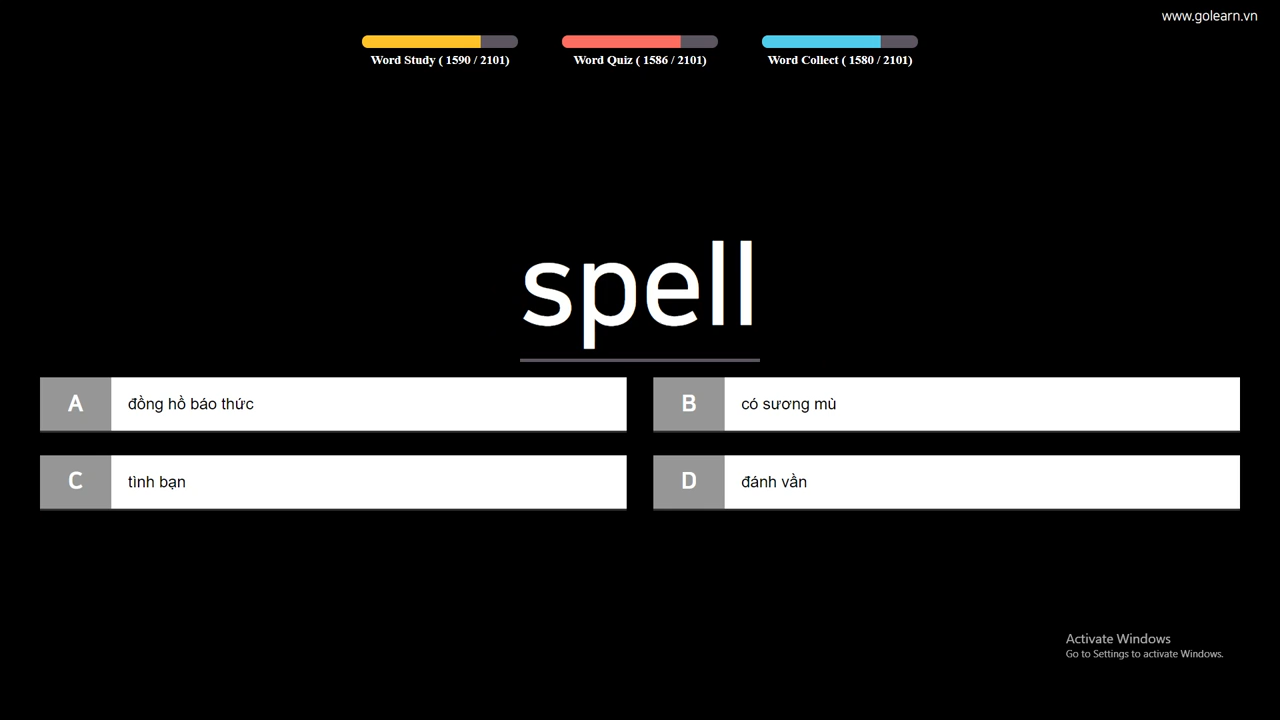 www.golearn.vn
Word Study ( 1590 / 2101)
Word Quiz ( 1586 / 2101)
Word Collect ( 1580 / 2101)
spell
A đồng hồ báo thức
B có sương mù
C tình bạn
D đánh vần
Activate Windows
Go to Settings to activate Windows.